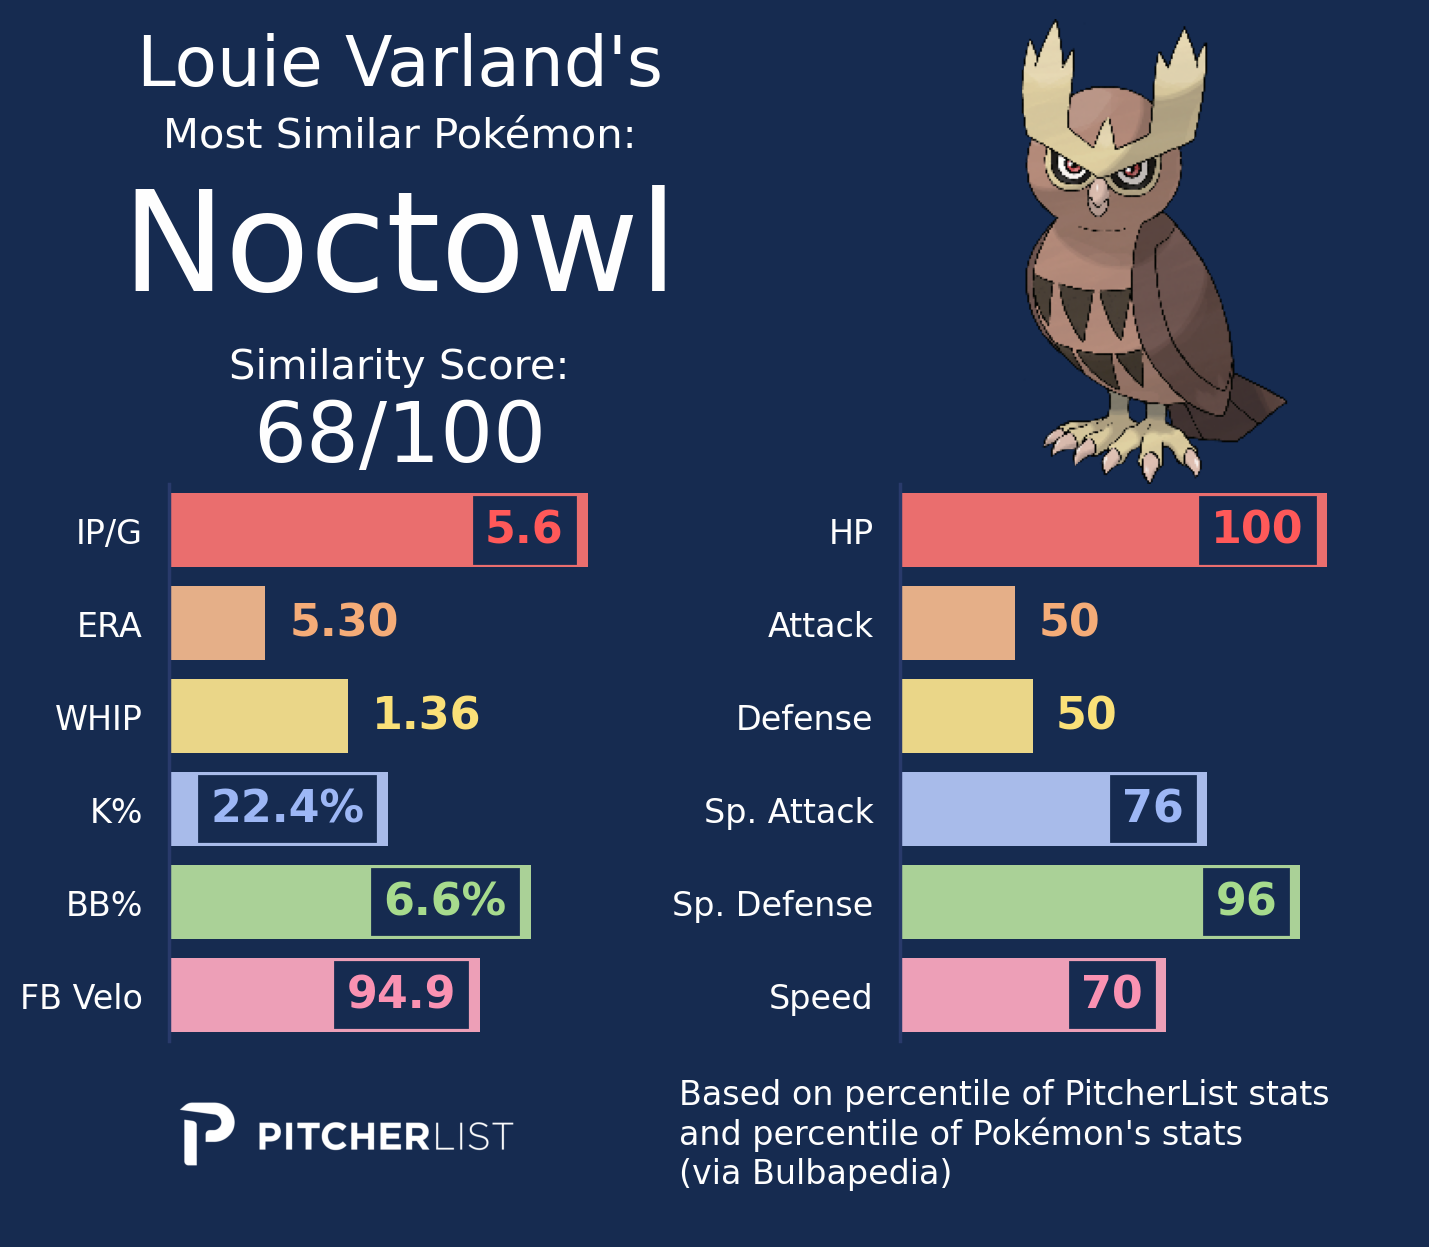 Louie Varland's
Most Similar Pokémon:
Noctowl
Similarity Score:
68/100
IP/G 5.6
ERA 5.30
WHIP 1.36
K% 22.4%
BB% 6.6%
FB Velo 94.9
HP 100
Attack 50
Defense 50
Sp. Attack 76
Sp. Defense 96
Speed 70
PITCHERLIST
Based on percentile of PitcherList stats
and percentile of Pokémon's stats
(via Bulbapedia)